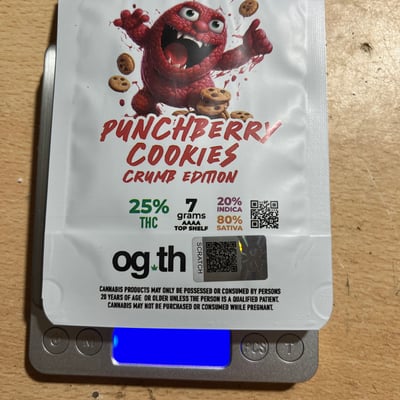 PUNCHBERRY
COOKIES
CRUMB EDITION
25%
THC
7
grams
AAAA
TOP SHELF
20%
INDICA
80%
SATIVA
og.th
SCRATCH
CANNABIS PRODUCTS MAY ONLY BE POSSESSED OR CONSUMED BY PERSONS
20 YEARS OF AGE OR OLDER UNLESS THE PERSON IS A QUALIFIED PATIENT.
CANNABIS MAY NOT BE PURCHASED OR CONSUMED WHILE PREGNANT.
M
PCS
T